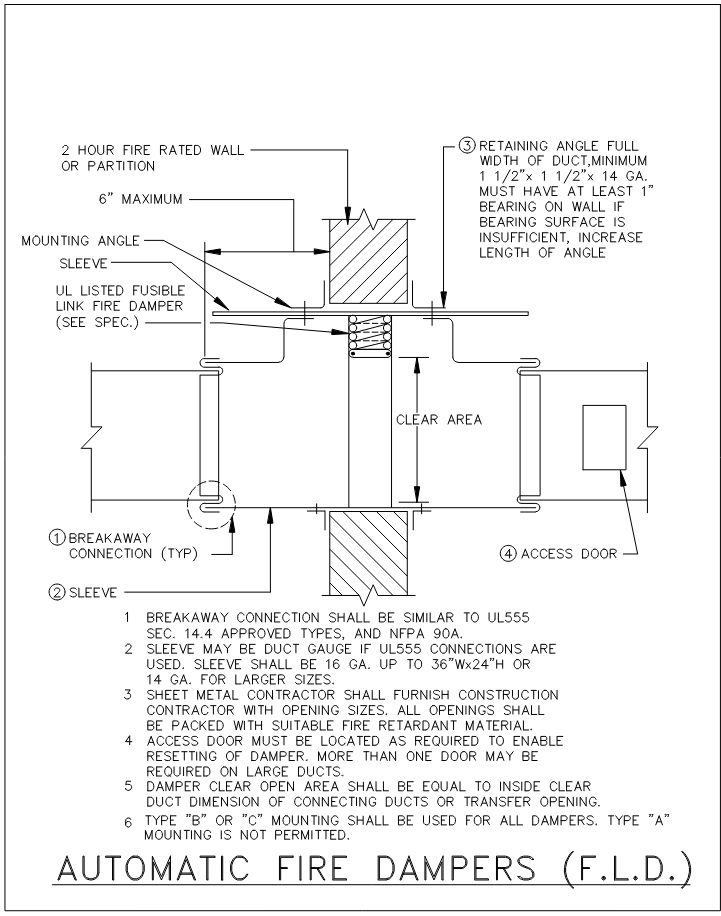 2 HOUR FIRE RATED WALL
OR PARTITION
6" MAXIMUM
MOUNTING ANGLE
SLEEVE
UL LISTED FUSIBLE
LINK FIRE DAMPER
(SEE SPEC.)
3 RETAINING ANGLE FULL
WIDTH OF DUCT,MINIMUM
1 1/2"x 1 1/2"x 14 GA.
MUST HAVE AT LEAST 1"
BEARING ON WALL IF
BEARING SURFACE IS
INSUFFICIENT, INCREASE
LENGTH OF ANGLE
CLEAR AREA
1 BREAKAWAY
CONNECTION (TYP)
4 ACCESS DOOR
2 SLEEVE
1 BREAKAWAY CONNECTION SHALL BE SIMILAR TO UL555
SEC. 14.4 APPROVED TYPES, AND NFPA 90A.
2 SLEEVE MAY BE DUCT GAUGE IF UL555 CONNECTIONS ARE
USED. SLEEVE SHALL BE 16 GA. UP TO 36"Wx24"H OR
14 GA. FOR LARGER SIZES.
3 SHEET METAL CONTRACTOR SHALL FURNISH CONSTRUCTION
CONTRACTOR WITH OPENING SIZES. ALL OPENINGS SHALL
BE PACKED WITH SUITABLE FIRE RETARDANT MATERIAL.
4 ACCESS DOOR MUST BE LOCATED AS REQUIRED TO ENABLE
RESETTING OF DAMPER. MORE THAN ONE DOOR MAY BE
REQUIRED ON LARGE DUCTS.
5 DAMPER CLEAR OPEN AREA SHALL BE EQUAL TO INSIDE CLEAR
DUCT DIMENSION OF CONNECTING DUCTS OR TRANSFER OPENING.
6 TYPE "B" OR "C" MOUNTING SHALL BE USED FOR ALL DAMPERS. TYPE "A"
MOUNTING IS NOT PERMITTED.
AUTOMATIC FIRE DAMPERS (F.L.D.)